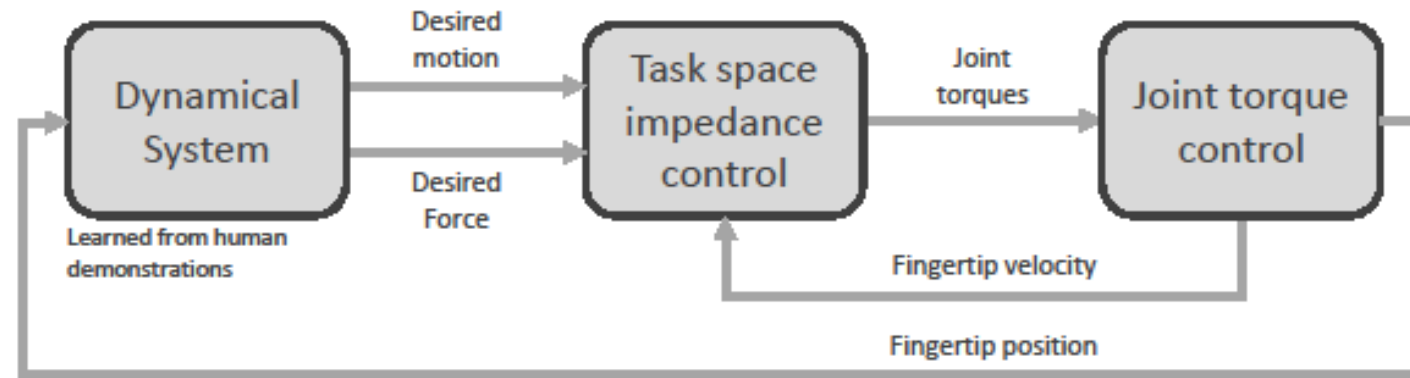 Desired
motion
Dynamical
System
Desired
Force
Learned from human
demonstrations
Task space
impedance
control
Joint
torques
Joint torque
control
Fingertip velocity
Fingertip position